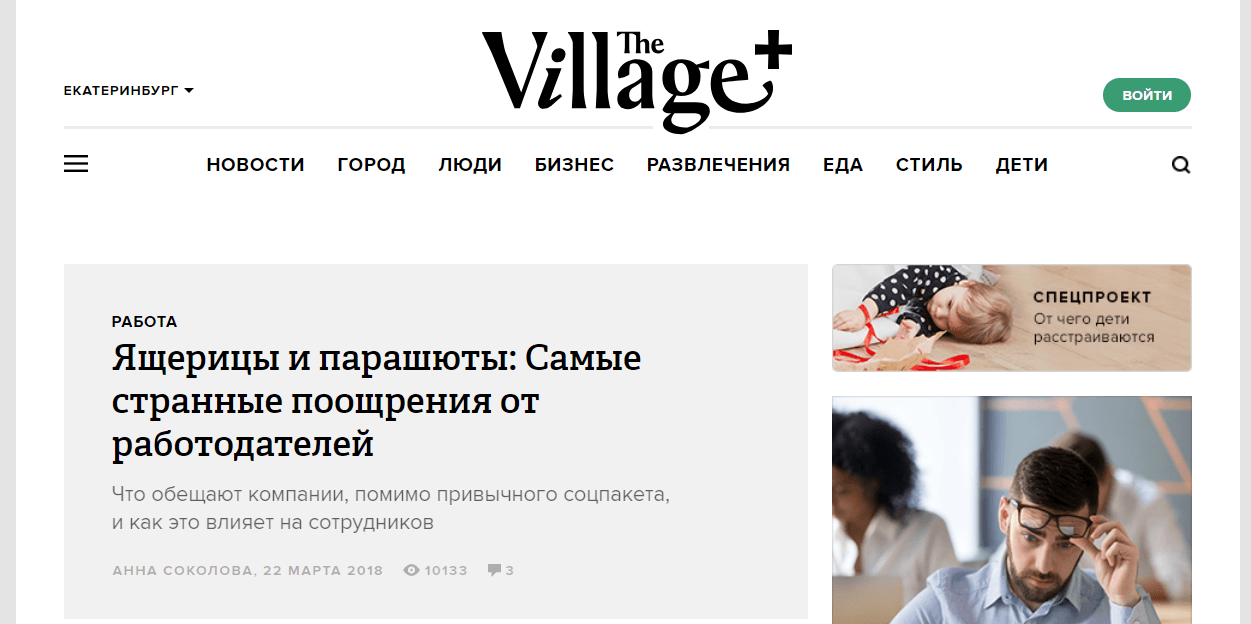 The Village+
ЕКАТЕРИНБУРГ
ВОЙТИ
НОВОСТИ ГОРОД ЛЮДИ БИЗНЕС РАЗВЛЕЧЕНИЯ ЕДА СТИЛЬ ДЕТИ
РАБОТА
Ящерицы и парашюты: Самые
странные поощрения от
работодателей
Что обещают компании, помимо привычного соцпакета,
и как это влияет на сотрудников
АННА СОКОЛОВА, 22 МАРТА 2018 10133 3
СПЕЦПРОЕКТ
От чего дети
расстраиваются